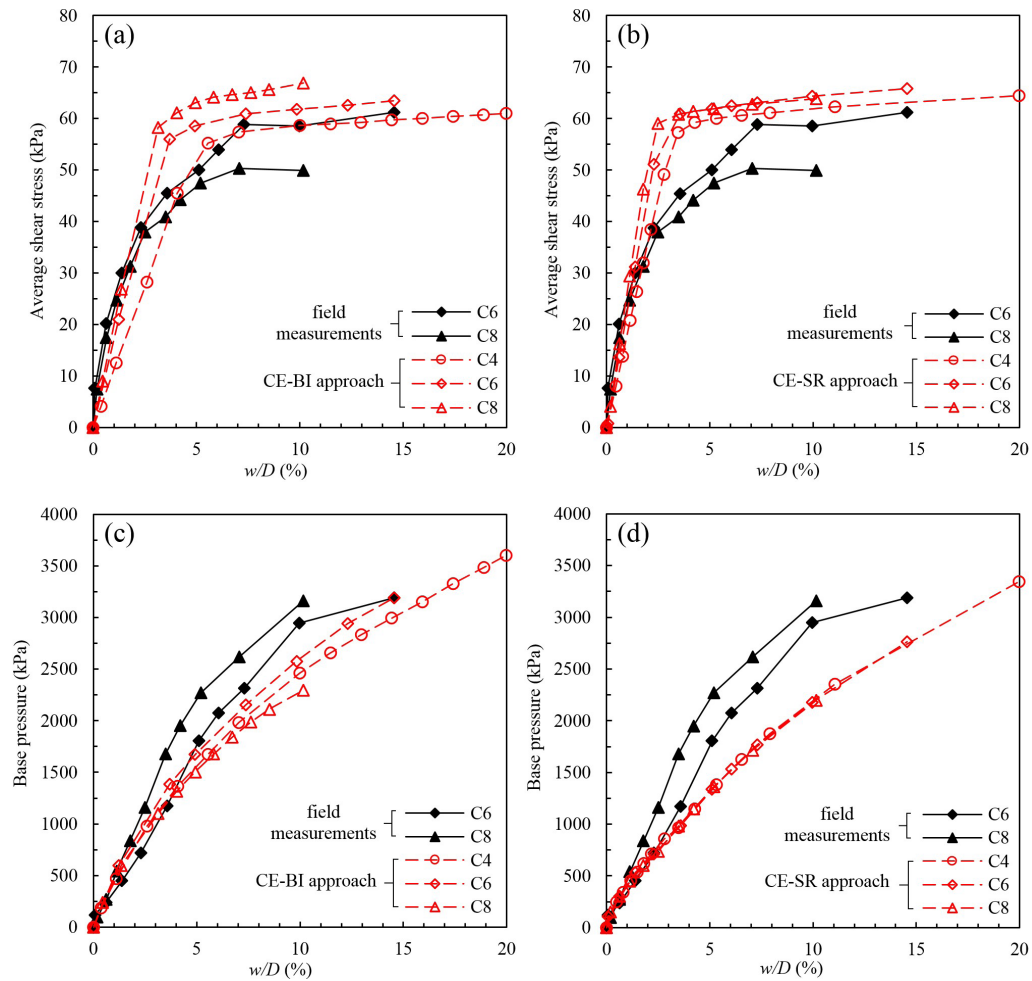 (a)
80
70
60
50
40
30
20
10
0
Average shear stress (kPa)
0 5 10 15 20
w/D (%)
field
measurements
C6
C8
CE-BI approach
C4
C6
C8
(b)
80
70
60
50
40
30
20
10
0
Average shear stress (kPa)
0 5 10 15 20
w/D (%)
field
measurements
C6
C8
CE-SR approach
C4
C6
C8
(c)
4000
3500
3000
2500
2000
1500
1000
500
0
Base pressure (kPa)
0 5 10 15 20
w/D (%)
field
measurements
C6
C8
CE-BI approach
C4
C6
C8
(d)
4000
3500
3000
2500
2000
1500
1000
500
0
Base pressure (kPa)
0 5 10 15 20
w/D (%)
field
measurements
C6
C8
CE-SR approach
C4
C6
C8